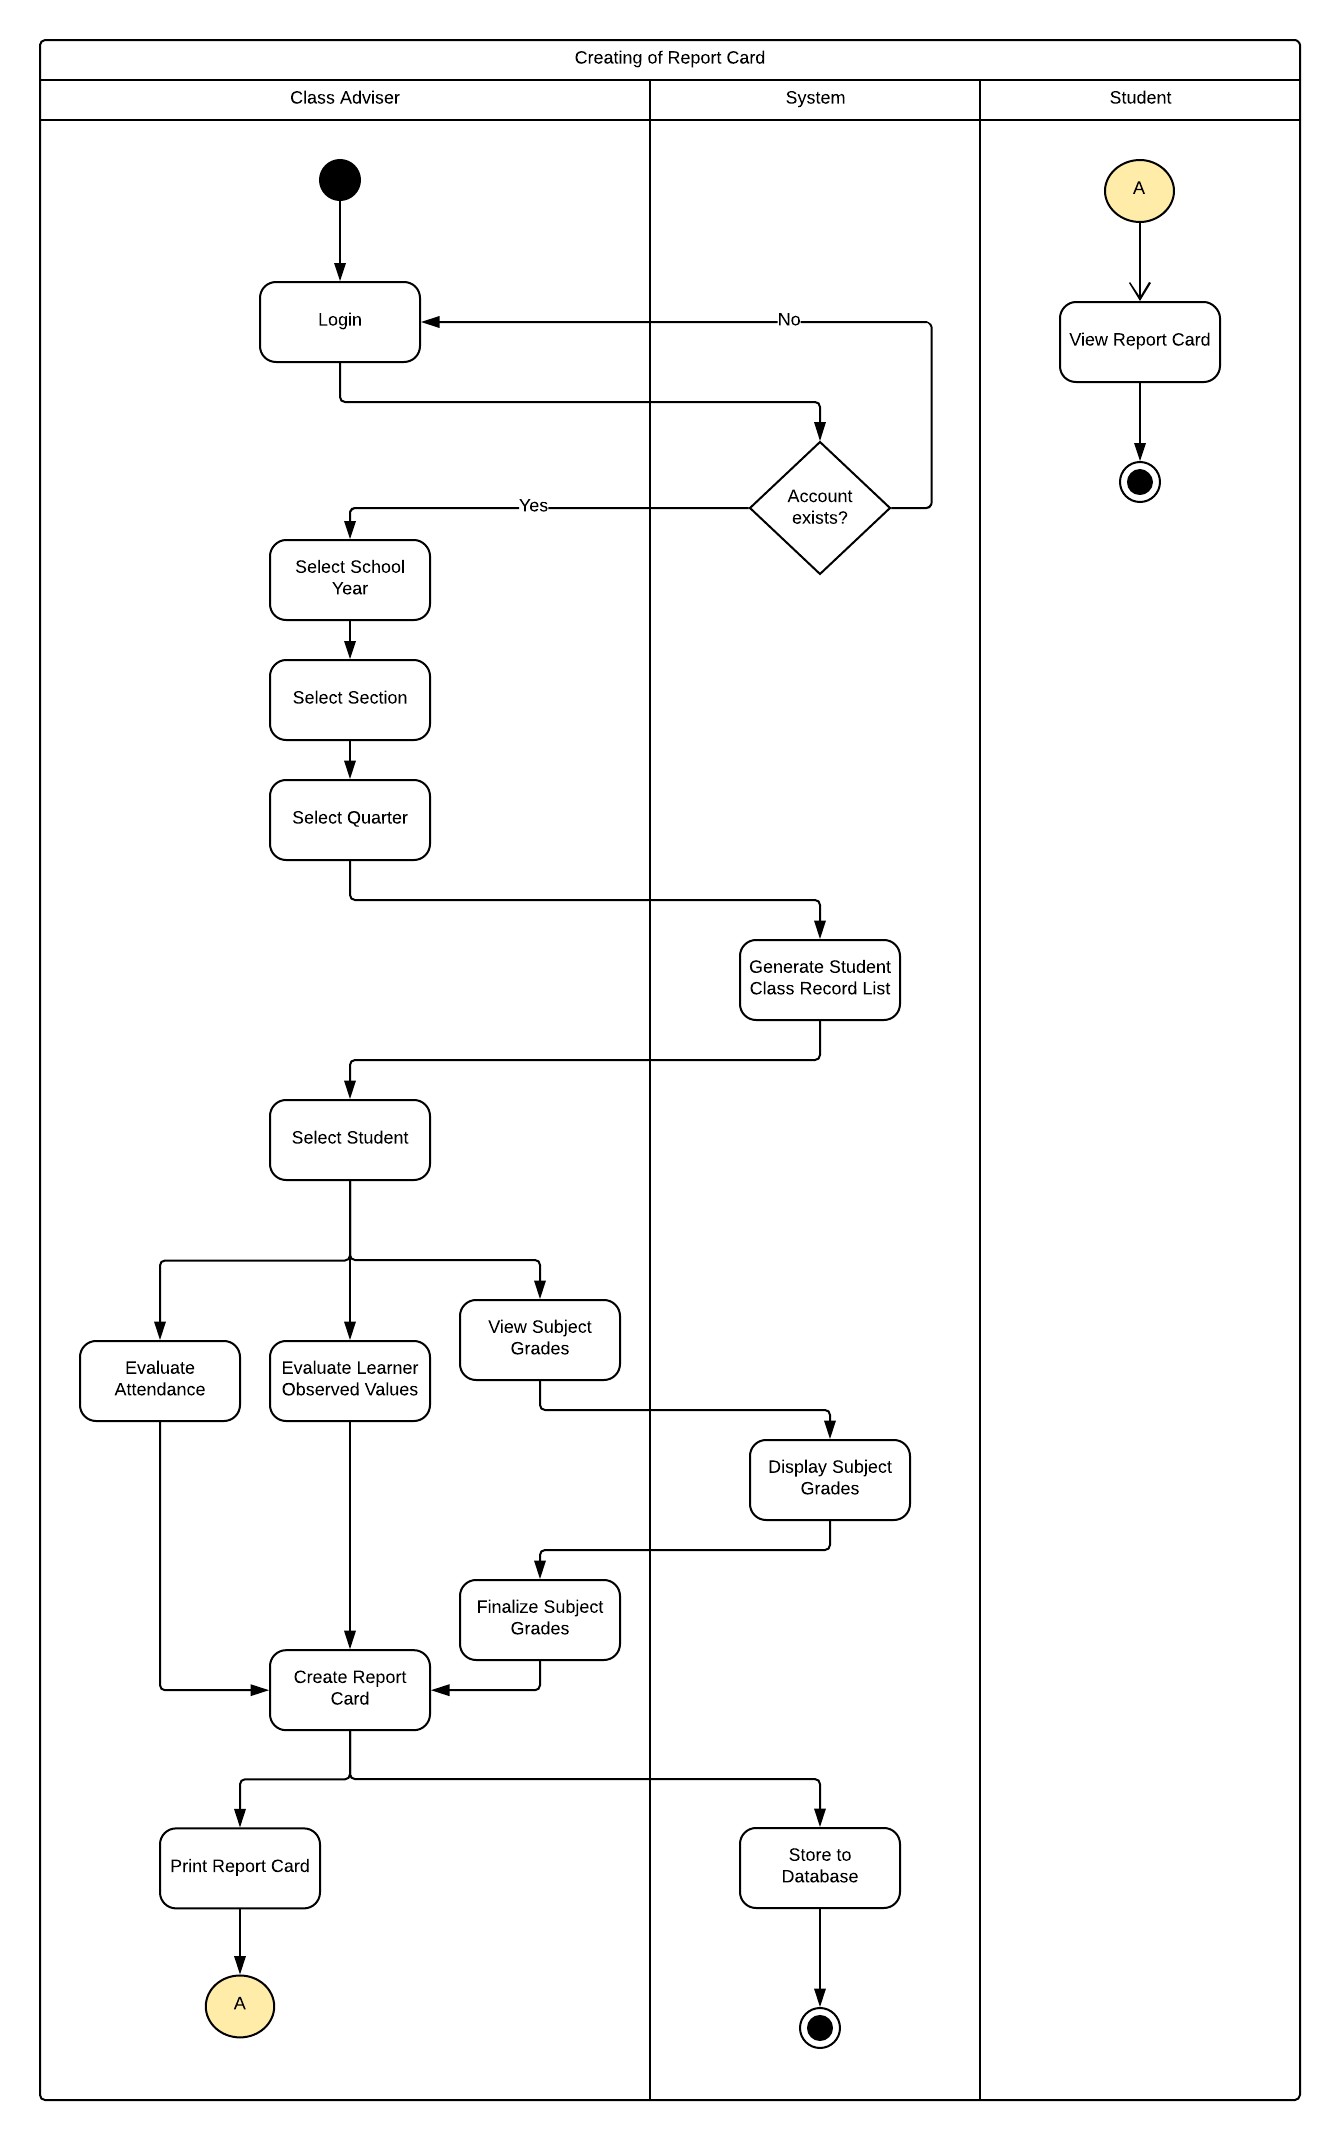 Creating of Report Card
Class Adviser
System
Student
A
Login
No
View Report Card
Account
exists?
Yes
Select School
Year
Select Section
Select Quarter
Generate Student
Class Record List
Select Student
View Subject
Grades
Evaluate
Attendance
Evaluate Learner
Observed Values
Display Subject
Grades
Finalize Subject
Grades
Create Report
Card
Print Report Card
Store to
Database
A